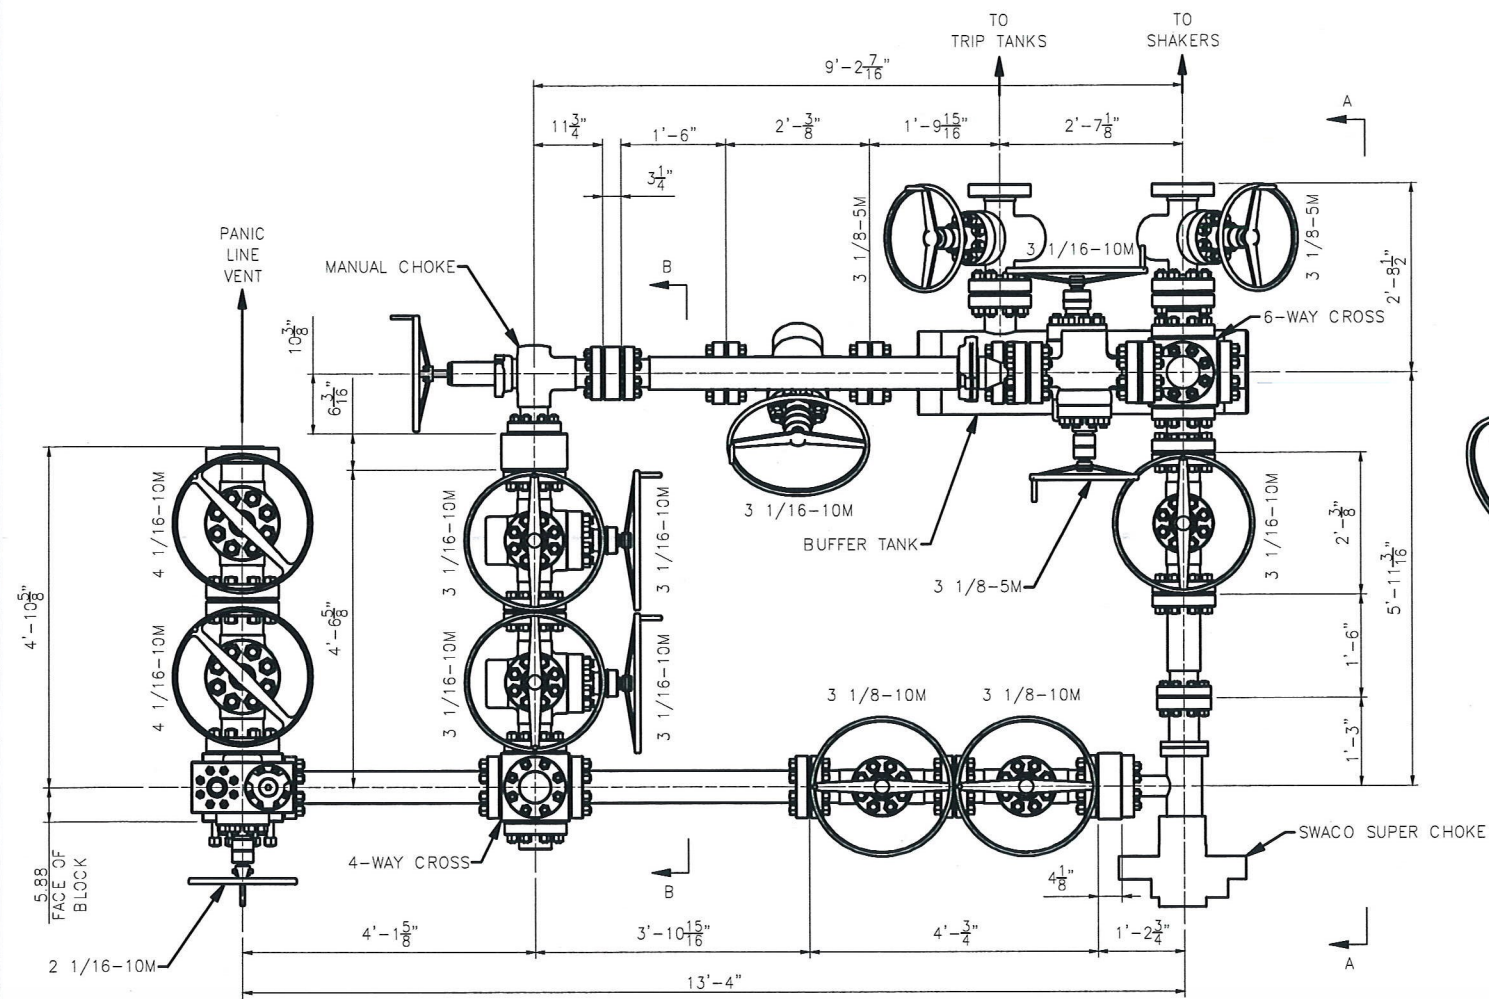 TO
TRIP TANKS
TO
SHAKERS
9'-2 7/16"
A
11 3/4"
1'-6"
2'-3/8"
1'-9 15/16"
2'-7 1/8"
3 1/4"
PANIC
LINE
VENT
MANUAL CHOKE
B
3 1/8-5M
3 1/16-10M
3 1/8-5M
2'-8 1/2"
10 3/8"
6 3/16"
6-WAY CROSS
4 1/16-10M
3 1/16-10M
3 1/16-10M
3 1/16-10M
BUFFER TANK
3 1/8-5M
3 1/16-10M
2'-3/8"
5'-11 3/16"
4'-10 5/8"
4'-6 5/8"
4 1/16-10M
3 1/16-10M
3 1/16-10M
3 1/8-10M
3 1/8-10M
1'-6"
1'-3"
5.88
FACE OF
BLOCK
4-WAY CROSS
B
4 1/8"
SWACO SUPER CHOKE
4'-1 5/8"
3'-10 15/16"
4'-3/4"
1'-2 3/4"
A
2 1/16-10M
13'-4"